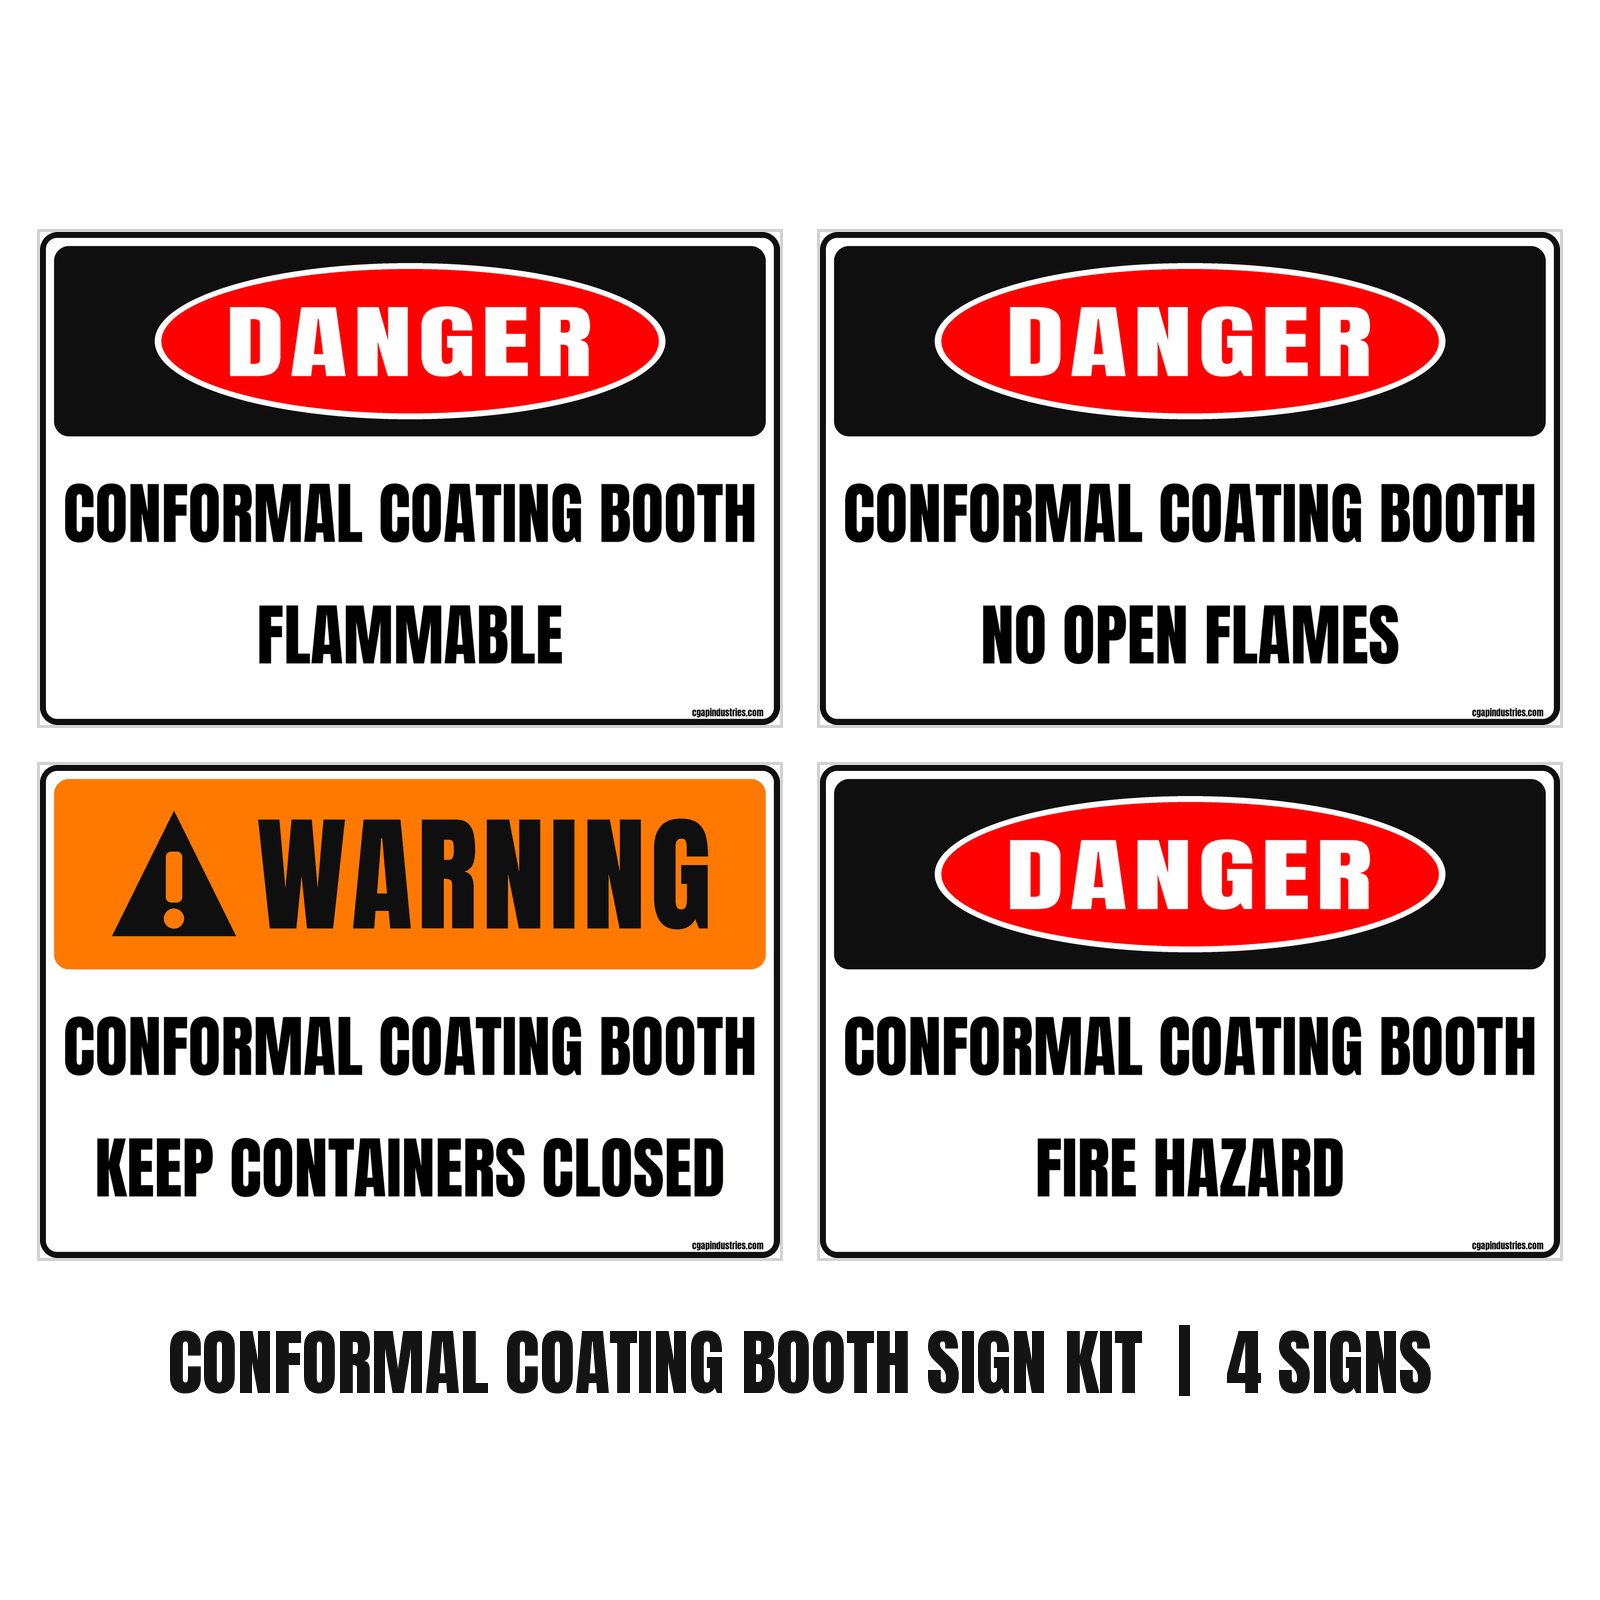 DANGER
CONFORMAL COATING BOOTH
FLAMMABLE
cgapindustries.com
DANGER
CONFORMAL COATING BOOTH
NO OPEN FLAMES
cgapindustries.com
WARNING
CONFORMAL COATING BOOTH
KEEP CONTAINERS CLOSED
cgapindustries.com
DANGER
CONFORMAL COATING BOOTH
FIRE HAZARD
cgapindustries.com
CONFORMAL COATING BOOTH SIGN KIT | 4 SIGNS